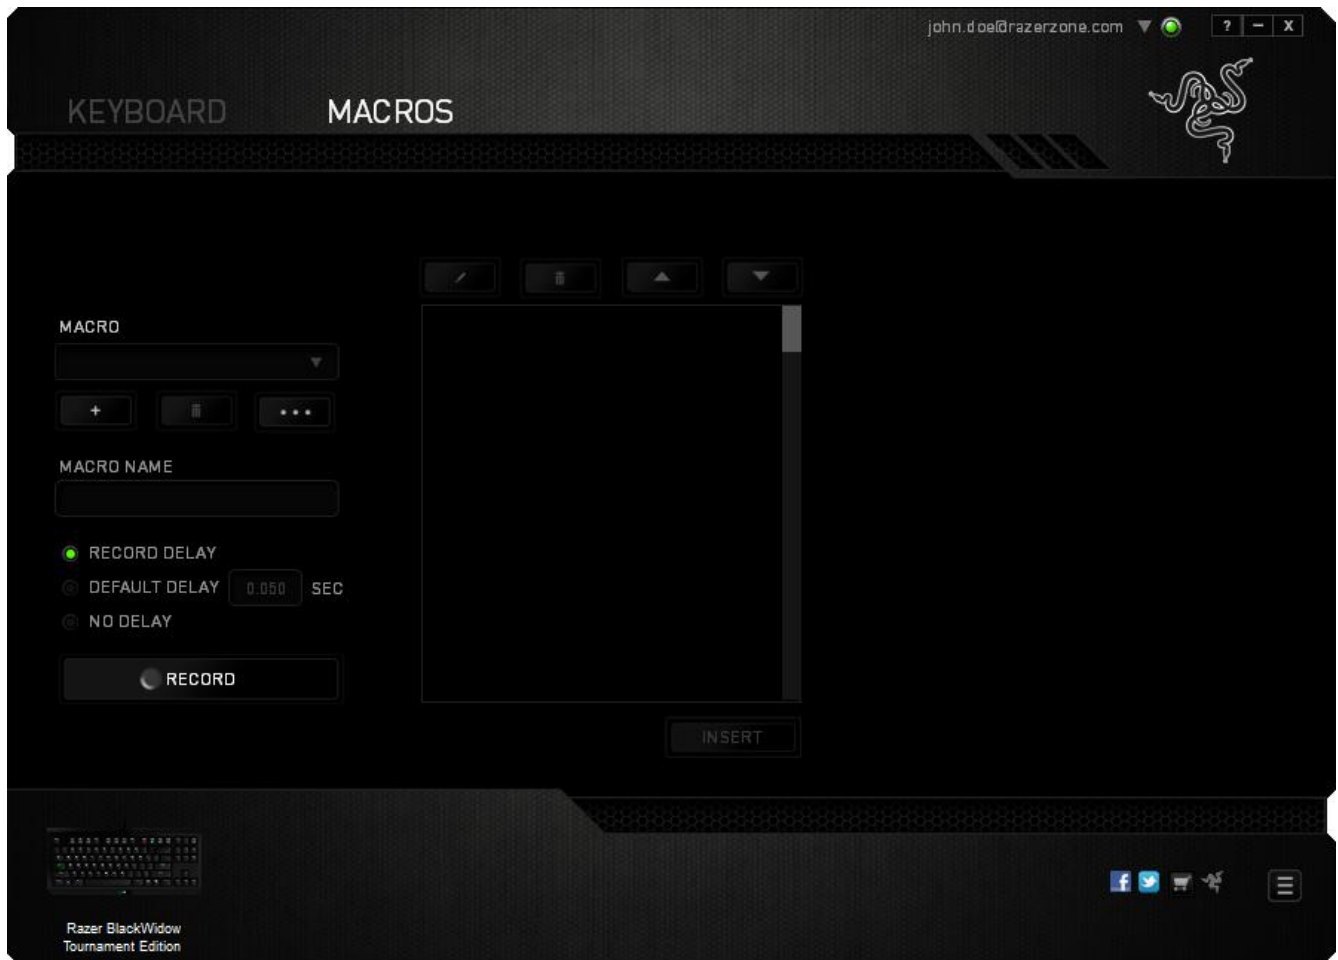 john.doe@razerzone.com
? – X
KEYBOARD MACROS
MACRO
+
MACRO NAME
RECORD DELAY
DEFAULT DELAY 0.050 SEC
NO DELAY
RECORD
INSERT
Razer BlackWidow
Tournament Edition